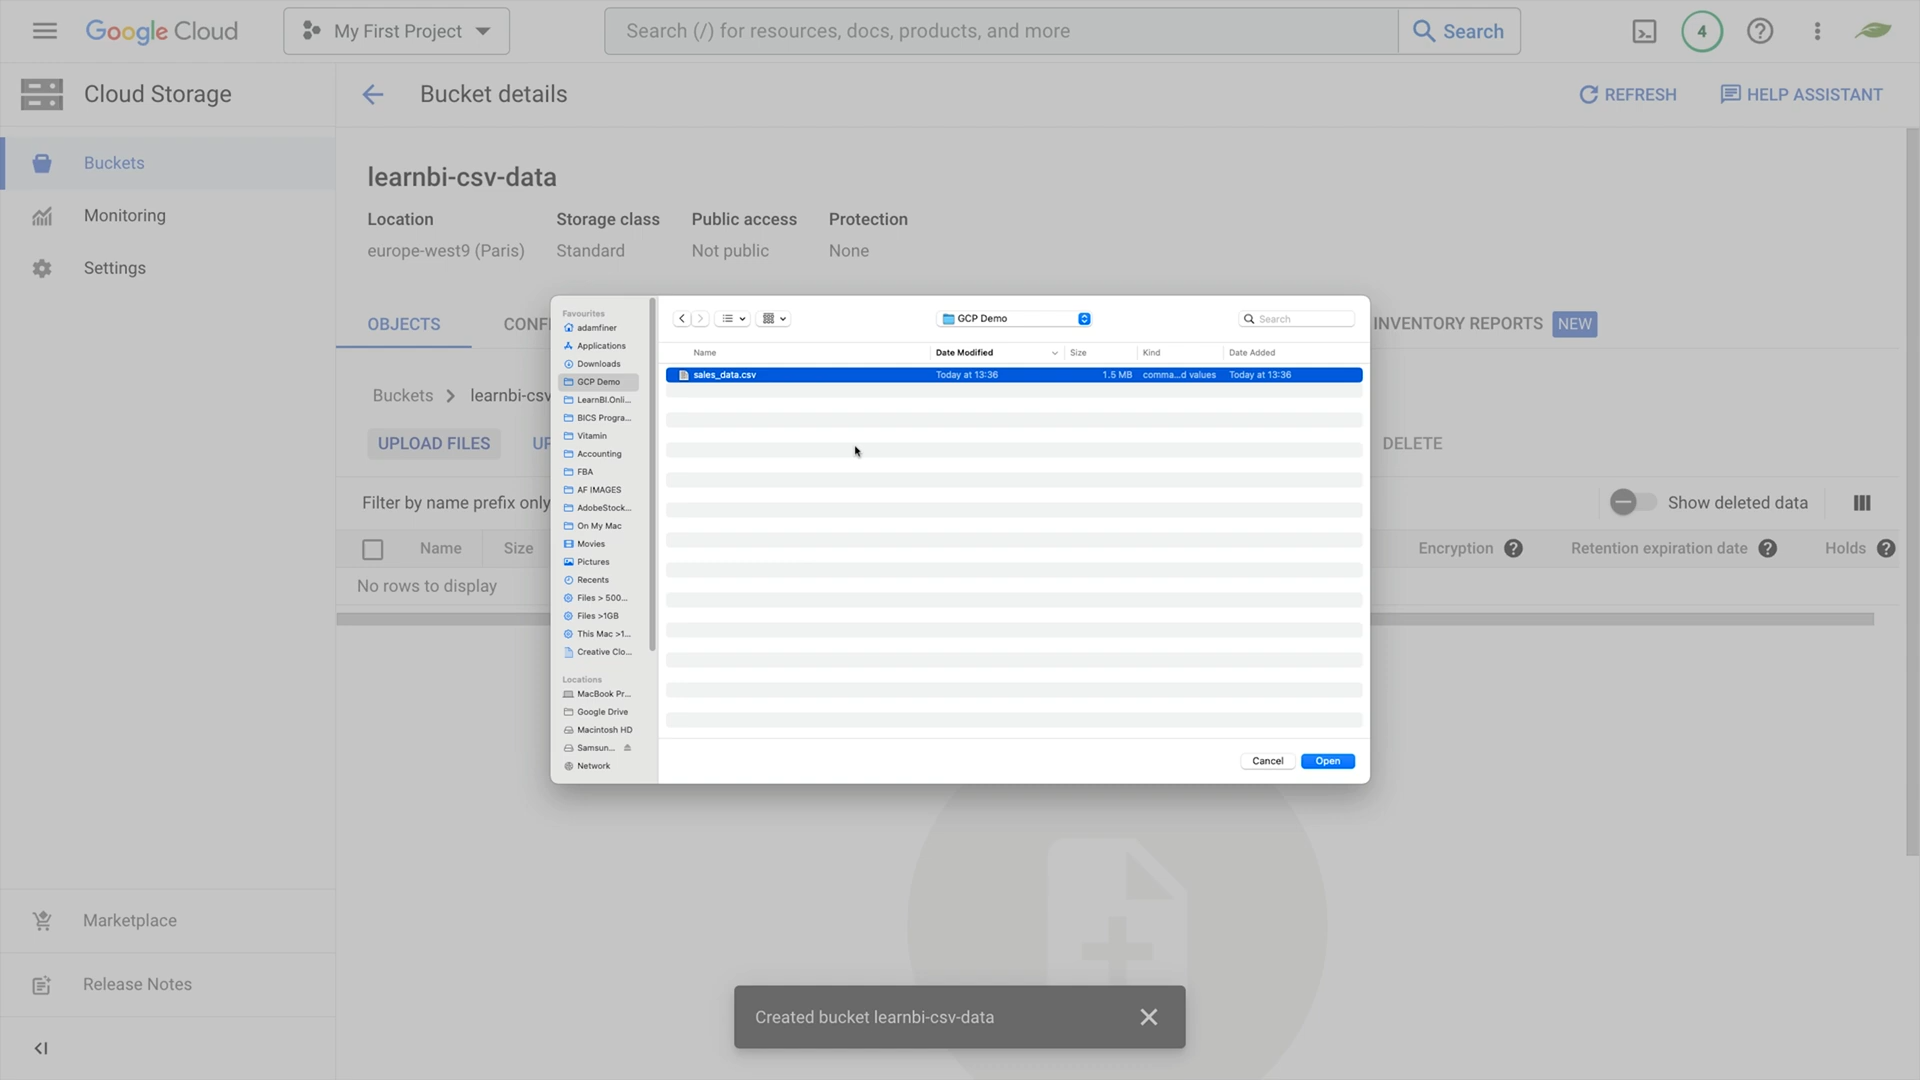 Google Cloud
My First Project
Search (/) for resources, docs, products, and more
Search
4
Cloud Storage
Bucket details
REFRESH
HELP ASSISTANT
Buckets
Monitoring
Settings
Marketplace
Release Notes
learnbi-csv-data
Location
Storage class
Public access
Protection
europe-west9 (Paris)
Standard
Not public
None
OBJECTS
CONFI
INVENTORY REPORTS
NEW
Buckets > learnbi-csv
UPLOAD FILES
UP
DELETE
Filter by name prefix only
Show deleted data
Name
Size
Encryption
Retention expiration date
Holds
No rows to display
Favourites
adamfiner
Applications
Downloads
GCP Demo
LearnBI.Onli...
BICS Progra...
Vitamin
Accounting
FBA
AF IMAGES
AdobeStock...
On My Mac
Movies
Pictures
Recents
Files > 500...
Files >1GB
This Mac >1...
Creative Clo...
Locations
MacBook Pr...
Google Drive
Macintosh HD
Samsun...
Network
GCP Demo
Search
Name
Date Modified
Size
Kind
Date Added
sales_data.csv
Today at 13:36
1.5 MB
comma...d values
Today at 13:36
Cancel
Open
Created bucket learnbi-csv-data